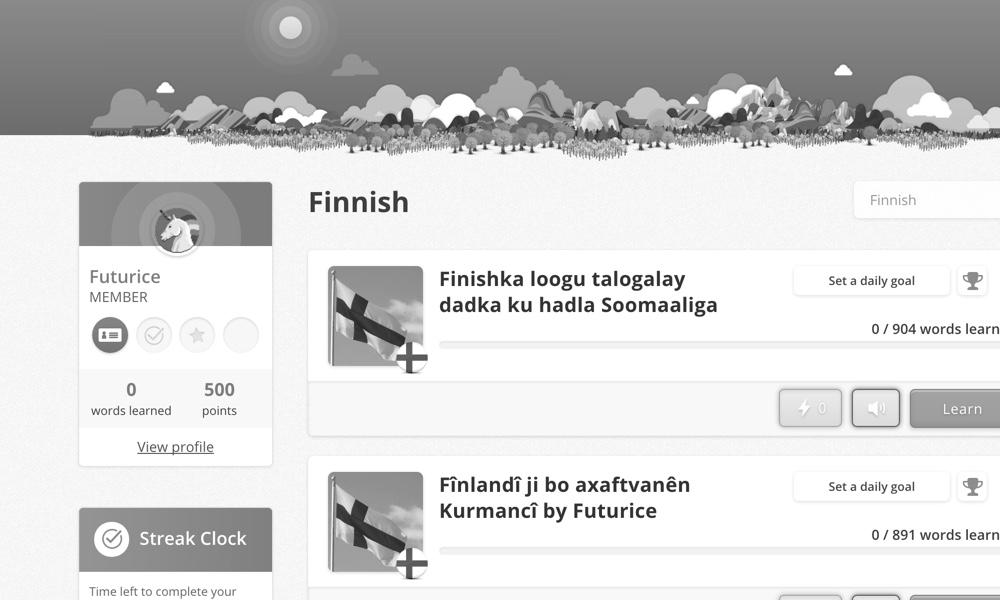 Finnish
Finnish
Futurice
MEMBER
0
words learned
500
points
View profile
Streak Clock
Time left to complete your
Finishka loogu talogalay
dadka ku hadla Soomaaliga
Set a daily goal
0 / 904 words learn
0
Learn
Fînlandî ji bo axaftvanên
Kurmancî by Futurice
Set a daily goal
0 / 891 words learn